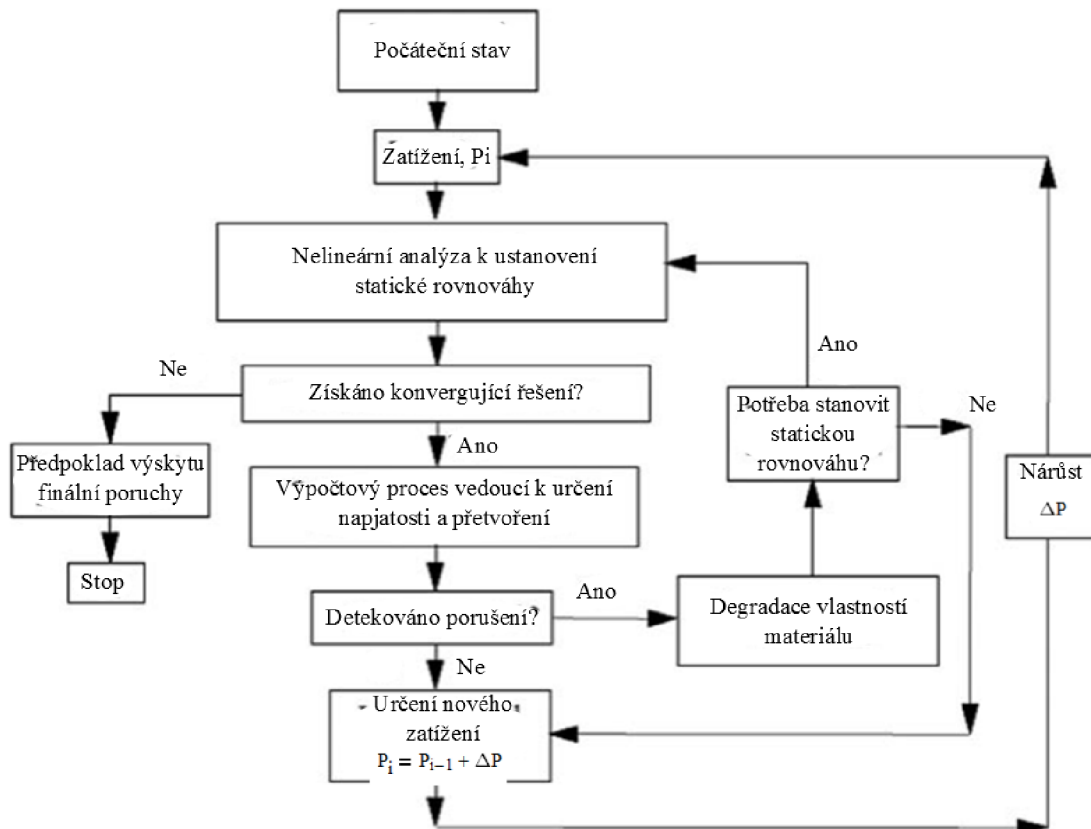 Počáteční stav
Zatížení, Pi
Nelineární analýza k ustanovení
statické rovnováhy
Ano
Ne
Získáno konvergující řešení?
Potřeba stanovit
statickou
rovnováhu?
Ne
Ano
Předpoklad výskytu
finální poruchy
Výpočtový proces vedoucí k určení
napjatosti a přetvoření
Nárůst
ΔP
Stop
Detekováno porušení?
Ano
Degradace vlastností
materiálu
Ne
Určení nového
zatížení
P_i = P_{i-1} + ΔP